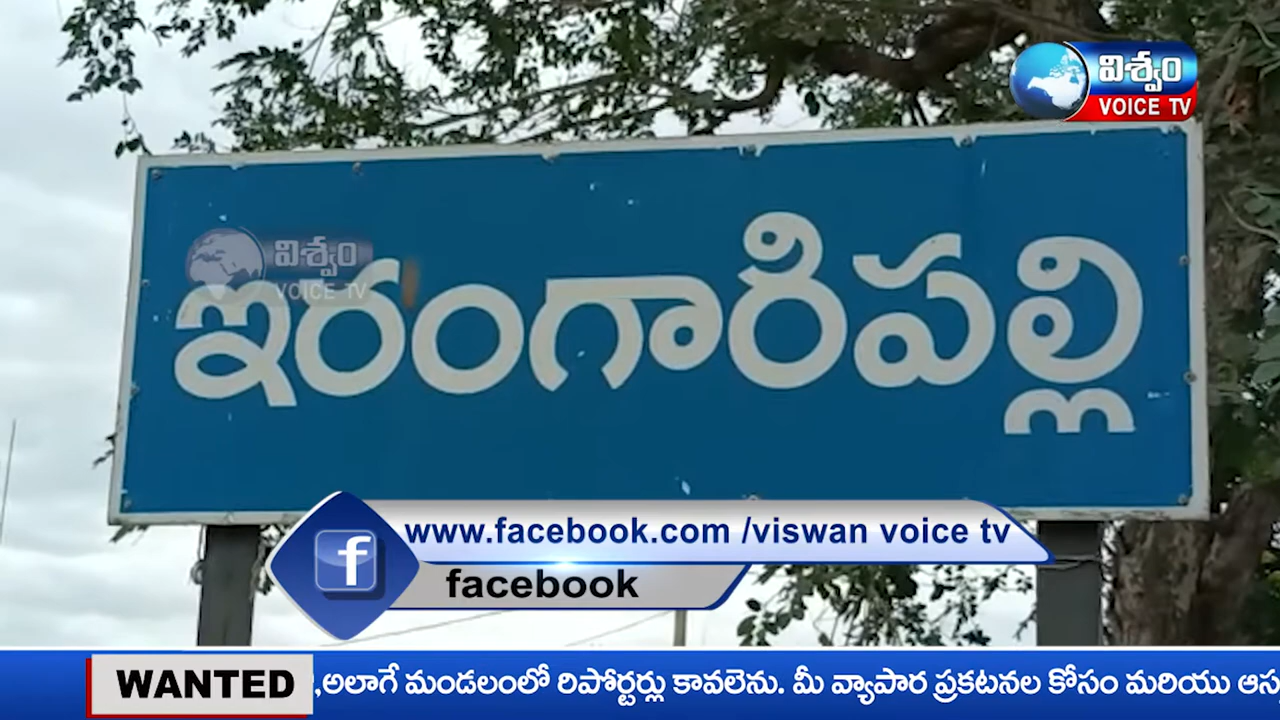 విశ్వం
VOICE TV
విశ్వం
VOICE TV
ఇరంగారిపల్లి
www.facebook.com /viswan voice tv
f
facebook
WANTED ,అలాగే మండలంలో రిపోర్టర్లు కావలెను. మీ వ్యాపార ప్రకటనల కోసం మరియు